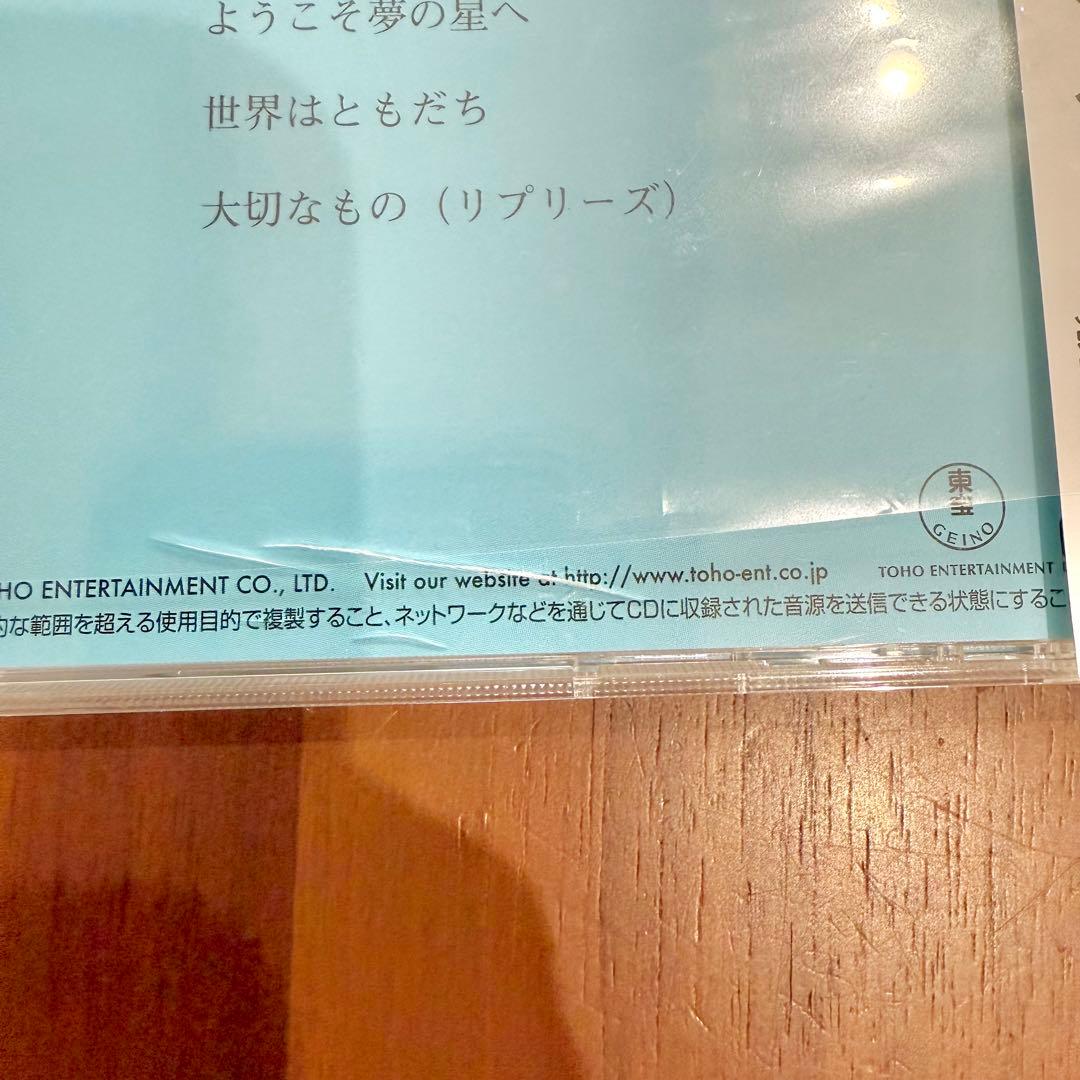 ようこそ夢の星へ
世界はともだち
大切なもの（リプリーズ）
東宝
GEINO
HO ENTERTAINMENT CO., LTD. Visit our website at http://www.toho-ent.co.jp
TOHO ENTERTAINMENT
的な範囲を超える使用目的で複製すること、ネットワークなどを通じてCDに収録された音源を送信できる状態にするこ